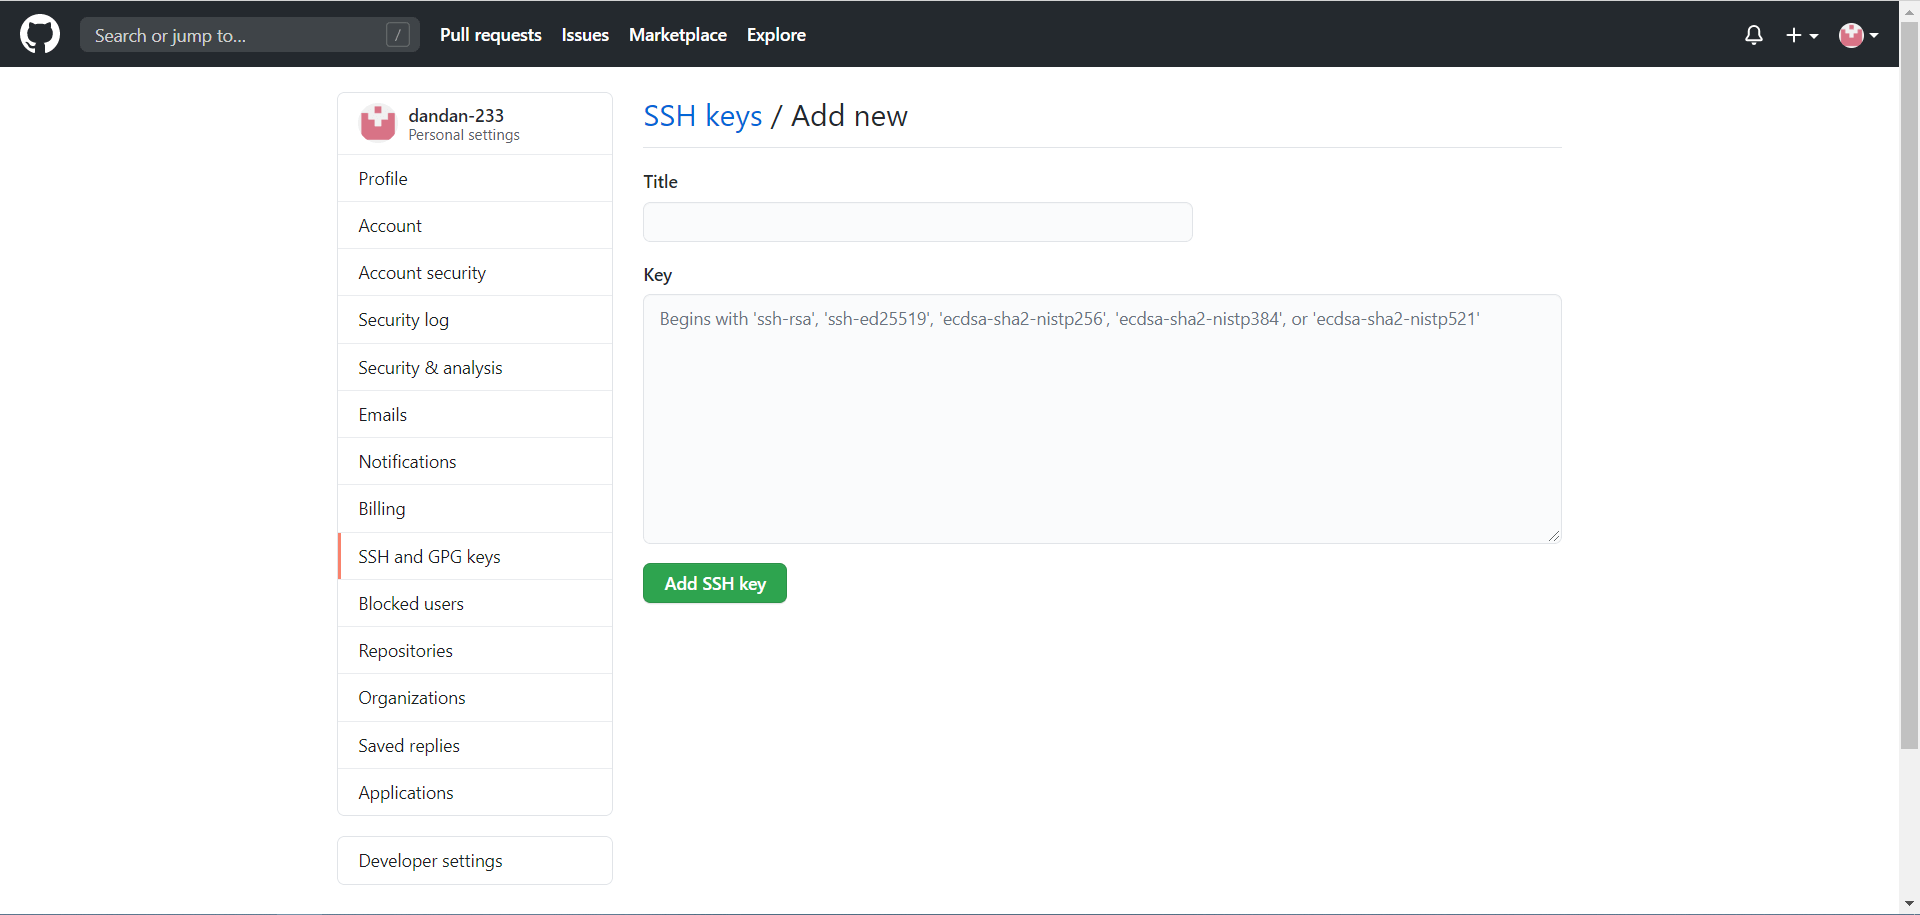 Search or jump to...
/
Pull requests
Issues
Marketplace
Explore
dandan-233
Personal settings
Profile
Account
Account security
Security log
Security & analysis
Emails
Notifications
Billing
SSH and GPG keys
Blocked users
Repositories
Organizations
Saved replies
Applications
Developer settings
SSH keys / Add new
Title
Key
Begins with 'ssh-rsa', 'ssh-ed25519', 'ecdsa-sha2-nistp256', 'ecdsa-sha2-nistp384', or 'ecdsa-sha2-nistp521'
Add SSH key